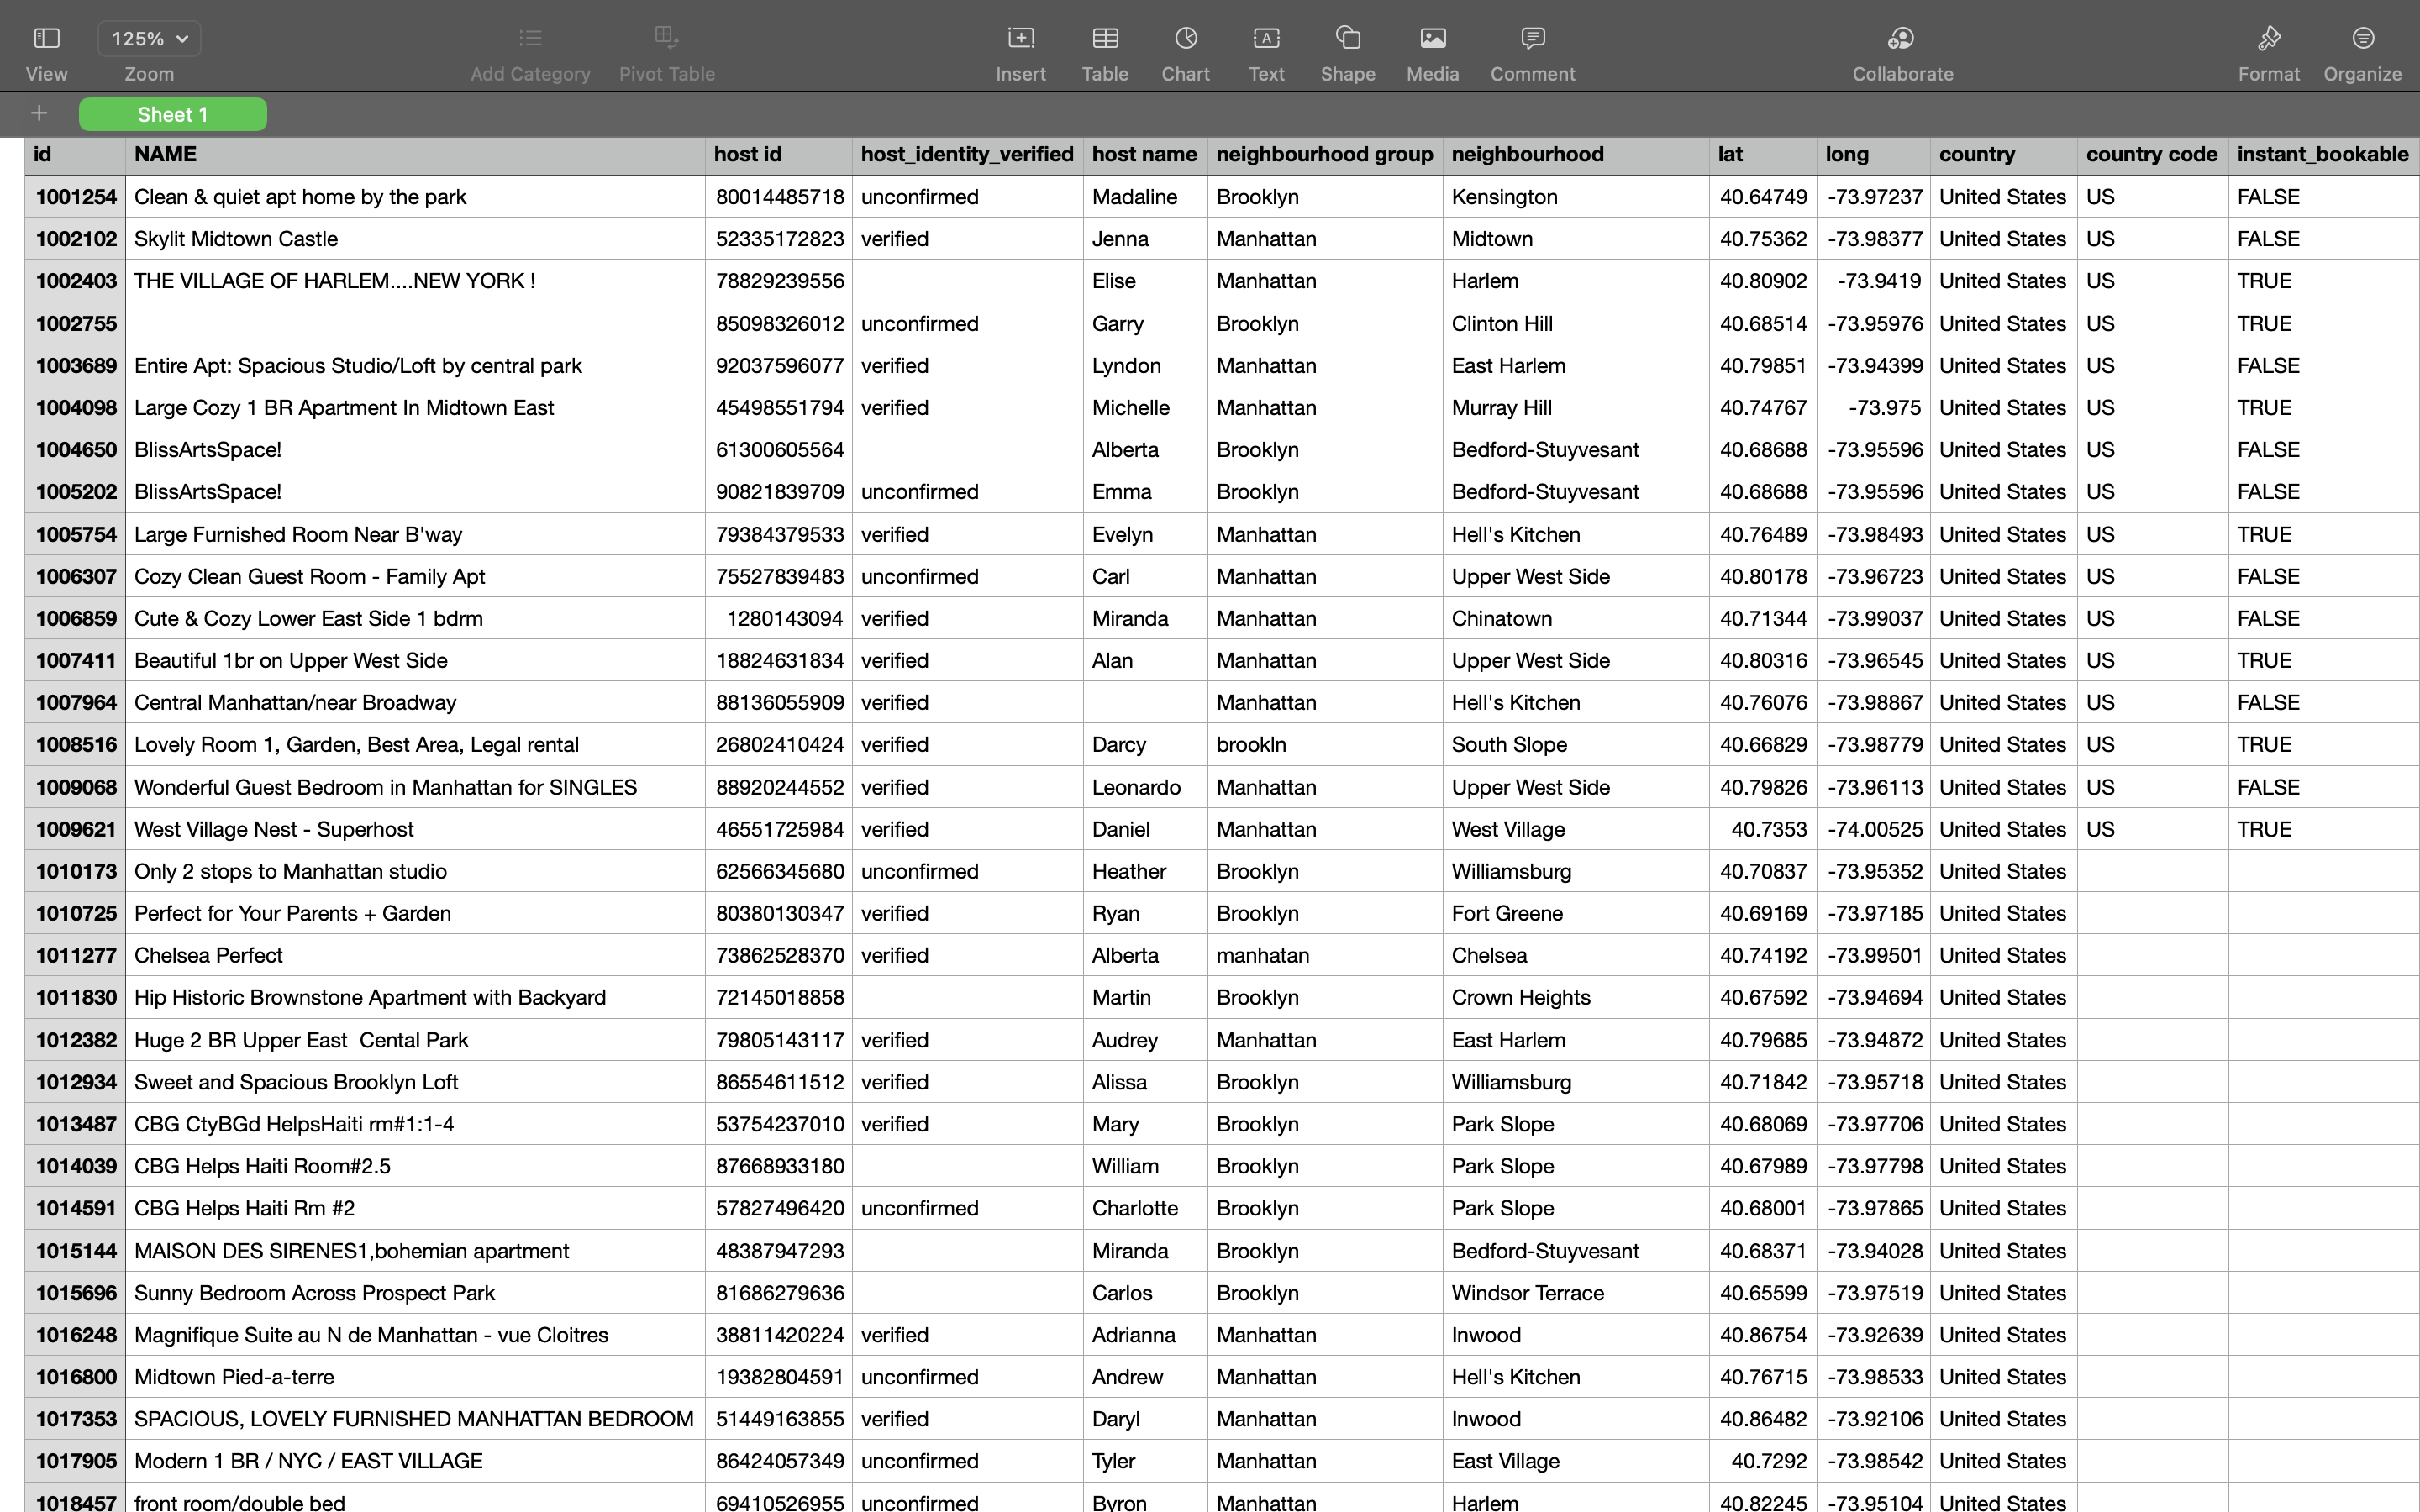 125%
View Zoom Add Category Pivot Table Insert Table Chart Text Shape Media Comment Collaborate Format Organize
Sheet 1
id NAME host id host_identity_verified host name neighbourhood group neighbourhood lat long country country code instant_bookable
1001254 Clean & quiet apt home by the park 80014485718 unconfirmed Madaline Brooklyn Kensington 40.64749 -73.97237 United States US FALSE
1002102 Skylit Midtown Castle 52335172823 verified Jenna Manhattan Midtown 40.75362 -73.98377 United States US FALSE
1002403 THE VILLAGE OF HARLEM....NEW YORK ! 78829239556 Elise Manhattan Harlem 40.80902 -73.9419 United States US TRUE
1002755 85098326012 unconfirmed Garry Brooklyn Clinton Hill 40.68514 -73.95976 United States US TRUE
1003689 Entire Apt: Spacious Studio/Loft by central park 92037596077 verified Lyndon Manhattan East Harlem 40.79851 -73.94399 United States US FALSE
1004098 Large Cozy 1 BR Apartment In Midtown East 45498551794 verified Michelle Manhattan Murray Hill 40.74767 -73.975 United States US TRUE
1004650 BlissArtsSpace! 61300605564 Alberta Brooklyn Bedford-Stuyvesant 40.68688 -73.95596 United States US FALSE
1005202 BlissArtsSpace! 90821839709 unconfirmed Emma Brooklyn Bedford-Stuyvesant 40.68688 -73.95596 United States US FALSE
1005754 Large Furnished Room Near B'way 79384379533 verified Evelyn Manhattan Hell's Kitchen 40.76489 -73.98493 United States US TRUE
1006307 Cozy Clean Guest Room - Family Apt 75527839483 unconfirmed Carl Manhattan Upper West Side 40.80178 -73.96723 United States US FALSE
1006859 Cute & Cozy Lower East Side 1 bdrm 1280143094 verified Miranda Manhattan Chinatown 40.71344 -73.99037 United States US FALSE
1007411 Beautiful 1br on Upper West Side 18824631834 verified Alan Manhattan Upper West Side 40.80316 -73.96545 United States US TRUE
1007964 Central Manhattan/near Broadway 88136055909 verified Manhattan Hell's Kitchen 40.76076 -73.98867 United States US FALSE
1008516 Lovely Room 1, Garden, Best Area, Legal rental 26802410424 verified Darcy brookln South Slope 40.66829 -73.98779 United States US TRUE
1009068 Wonderful Guest Bedroom in Manhattan for SINGLES 88920244552 verified Leonardo Manhattan Upper West Side 40.79826 -73.96113 United States US FALSE
1009621 West Village Nest - Superhost 46551725984 verified Daniel Manhattan West Village 40.7353 -74.00525 United States US TRUE
1010173 Only 2 stops to Manhattan studio 62566345680 unconfirmed Heather Brooklyn Williamsburg 40.70837 -73.95352 United States
1010725 Perfect for Your Parents + Garden 80380130347 verified Ryan Brooklyn Fort Greene 40.69169 -73.97185 United States
1011277 Chelsea Perfect 73862528370 verified Alberta manhatan Chelsea 40.74192 -73.99501 United States
1011830 Hip Historic Brownstone Apartment with Backyard 72145018858 Martin Brooklyn Crown Heights 40.67592 -73.94694 United States
1012382 Huge 2 BR Upper East  Cental Park 79805143117 verified Audrey Manhattan East Harlem 40.79685 -73.94872 United States
1012934 Sweet and Spacious Brooklyn Loft 86554611512 verified Alissa Brooklyn Williamsburg 40.71842 -73.95718 United States
1013487 CBG CtyBGd HelpsHaiti rm#1:1-4 53754237010 verified Mary Brooklyn Park Slope 40.68069 -73.97706 United States
1014039 CBG Helps Haiti Room#2.5 87668933180 William Brooklyn Park Slope 40.67989 -73.97798 United States
1014591 CBG Helps Haiti Rm #2 57827496420 unconfirmed Charlotte Brooklyn Park Slope 40.68001 -73.97865 United States
1015144 MAISON DES SIRENES1,bohemian apartment 48387947293 Miranda Brooklyn Bedford-Stuyvesant 40.68371 -73.94028 United States
1015696 Sunny Bedroom Across Prospect Park 81686279636 Carlos Brooklyn Windsor Terrace 40.65599 -73.97519 United States
1016248 Magnifique Suite au N de Manhattan - vue Cloitres 38811420224 verified Adrianna Manhattan Inwood 40.86754 -73.92639 United States
1016800 Midtown Pied-a-terre 19382804591 unconfirmed Andrew Manhattan Hell's Kitchen 40.76715 -73.98533 United States
1017353 SPACIOUS, LOVELY FURNISHED MANHATTAN BEDROOM 51449163855 verified Daryl Manhattan Inwood 40.86482 -73.92106 United States
1017905 Modern 1 BR / NYC / EAST VILLAGE 86424057349 unconfirmed Tyler Manhattan East Village 40.7292 -73.98542 United States
1018457 front room/double bed 69410526955 unconfirmed Byron Manhattan Harlem 40.82245 -73.95104 United States